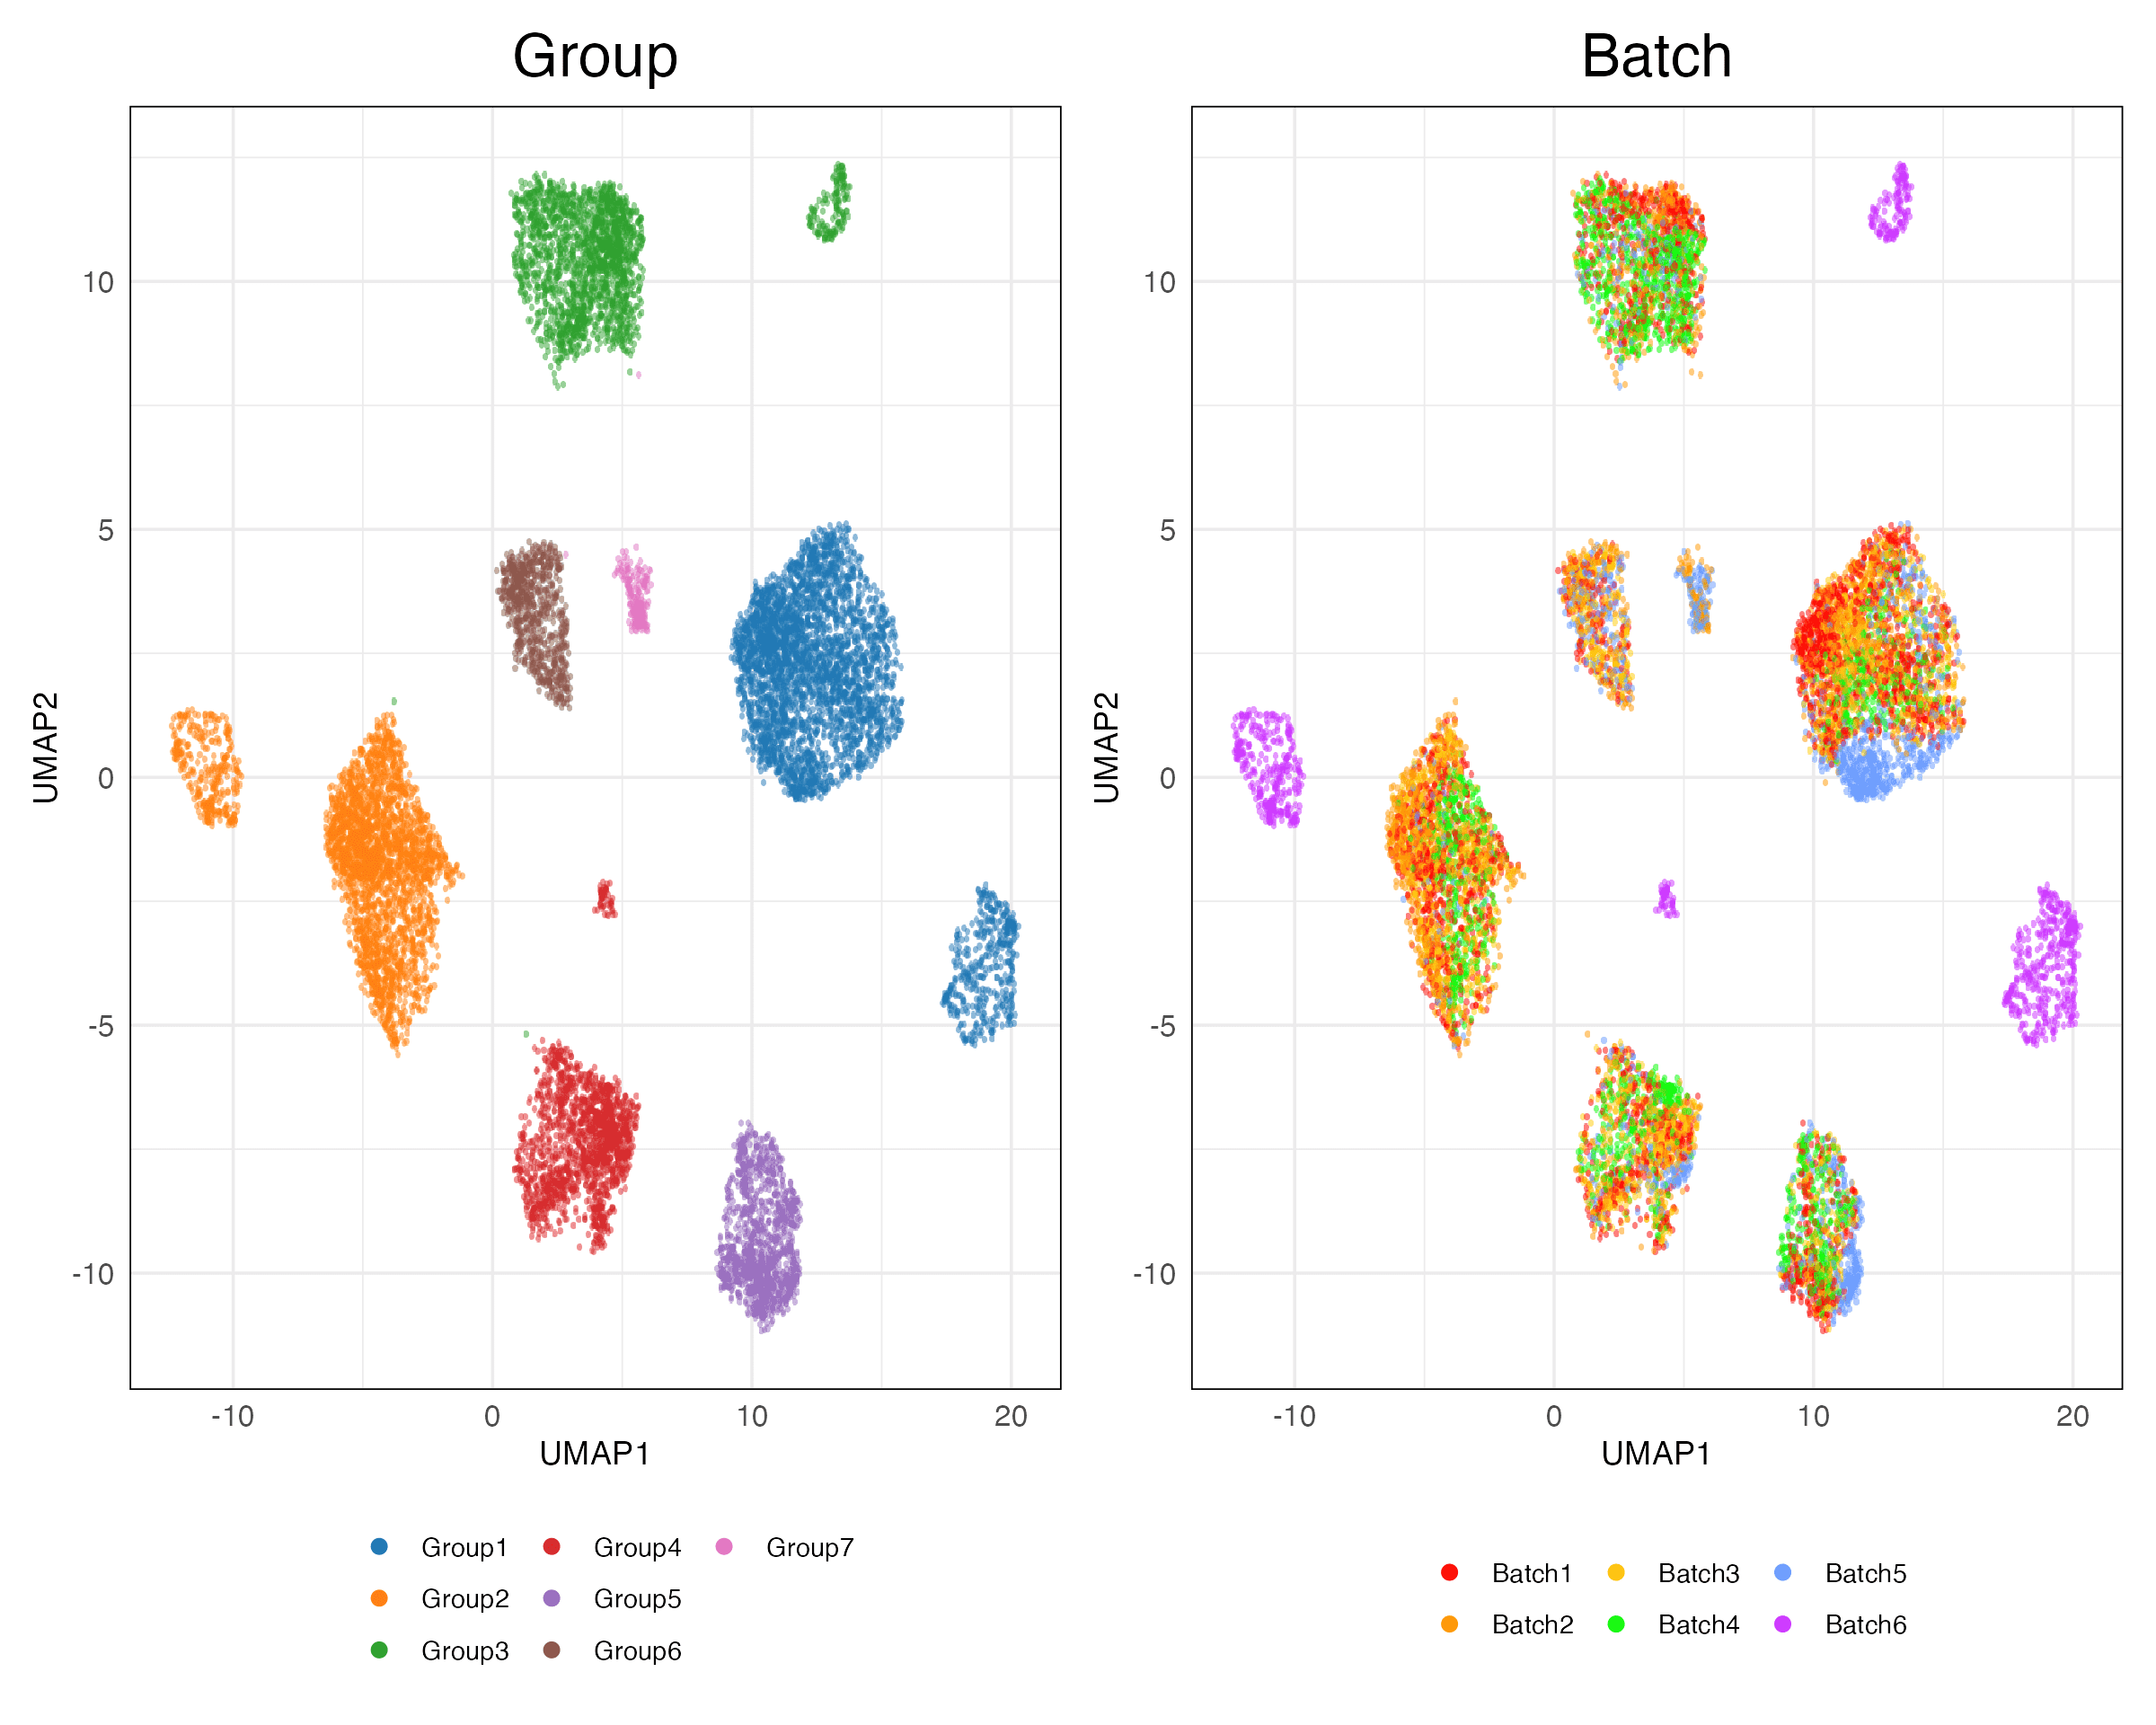 Group
Batch
10
5
0
-5
-10
UMAP2
-10 0 10 20
UMAP1
10
5
0
-5
-10
UMAP2
-10 0 10 20
UMAP1
Group1 Group4 Group7
Group2 Group5
Group3 Group6
Batch1 Batch3 Batch5
Batch2 Batch4 Batch6